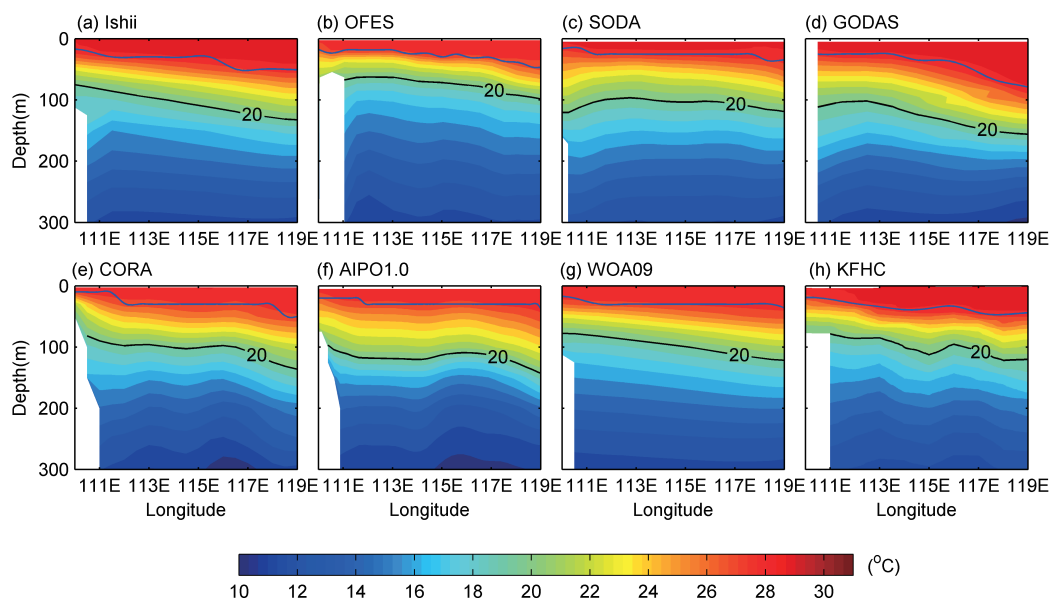 (a) Ishii (b) OFES (c) SODA (d) GODAS
0
100
200
300
Depth(m)
20 20 20 20
111E 113E 115E 117E 119E 111E 113E 115E 117E 119E 111E 113E 115E 117E 119E 111E 113E 115E 117E 119E
(e) CORA (f) AIPO1.0 (g) WOA09 (h) KFHC
0
100
200
300
Depth(m)
20 20 20 20
111E 113E 115E 117E 119E 111E 113E 115E 117E 119E 111E 113E 115E 117E 119E 111E 113E 115E 117E 119E
Longitude Longitude Longitude Longitude
10 12 14 16 18 20 22 24 26 28 30 (°C)